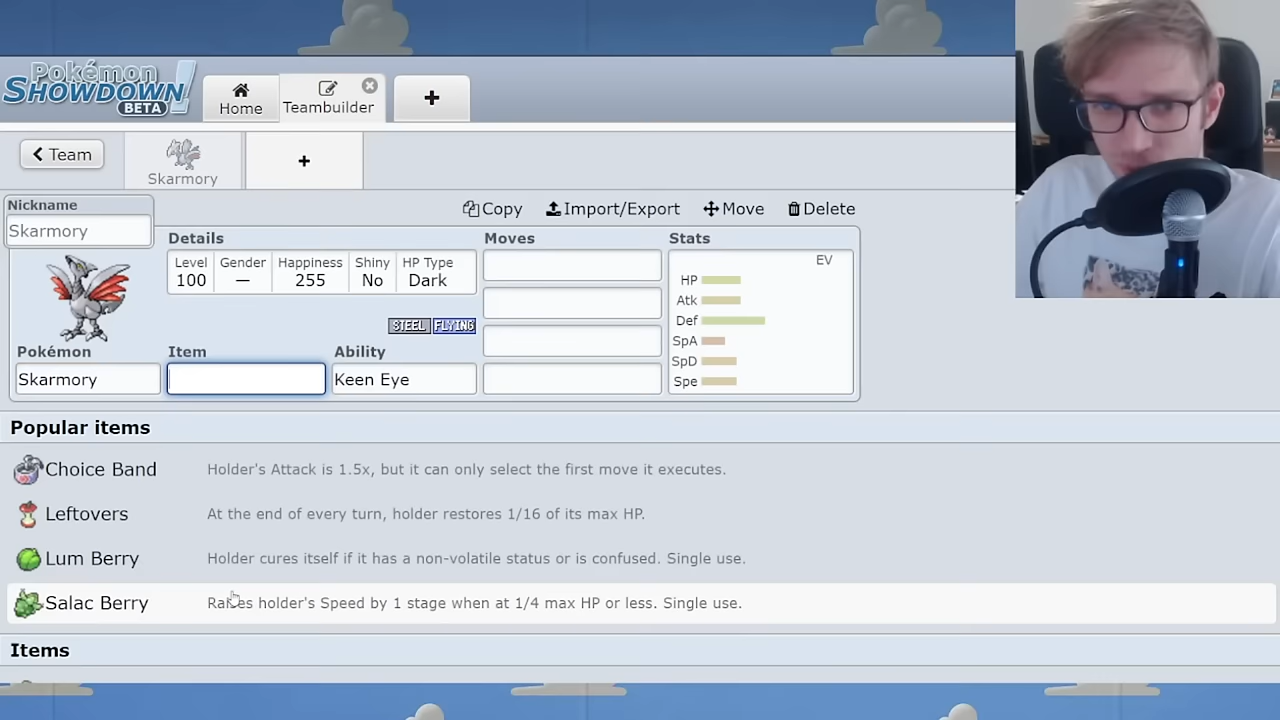 Pokémon
SHOWDOWN!
BETA
Home
Teambuilder
+
Team
Skarmory
+
Nickname
Skarmory
Copy
Import/Export
Move
Delete
Details
Moves
Stats
Level
Gender
Happiness
Shiny
HP Type
EV
100
—
255
No
Dark
HP
Atk
Def
SpA
SpD
Spe
STEEL
FLYING
Pokémon
Item
Ability
Skarmory
Keen Eye
Popular items
Choice Band Holder's Attack is 1.5x, but it can only select the first move it executes.
Leftovers At the end of every turn, holder restores 1/16 of its max HP.
Lum Berry Holder cures itself if it has a non-volatile status or is confused. Single use.
Salac Berry Raises holder's Speed by 1 stage when at 1/4 max HP or less. Single use.
Items